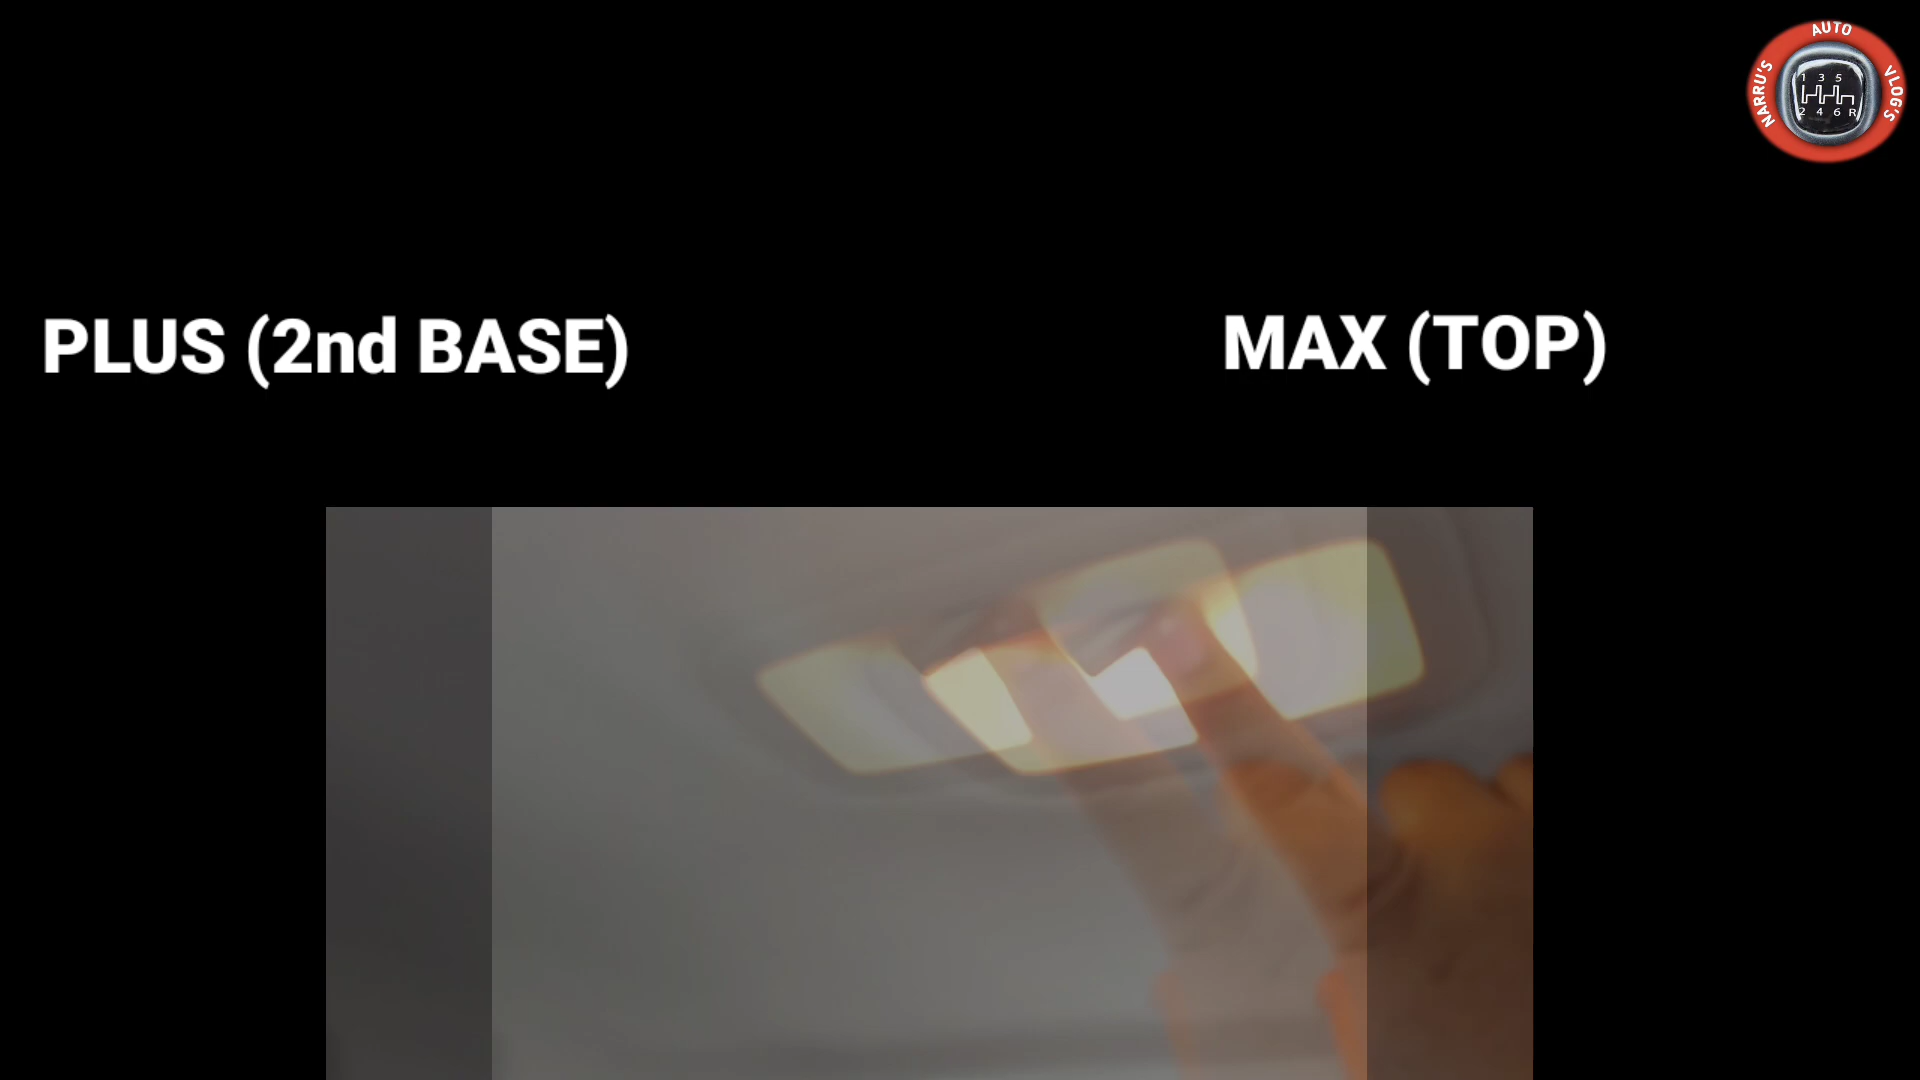 AUTO
NARRU'S
VLOG'S
1 3 5
2 4 6 R
PLUS (2nd BASE)
MAX (TOP)